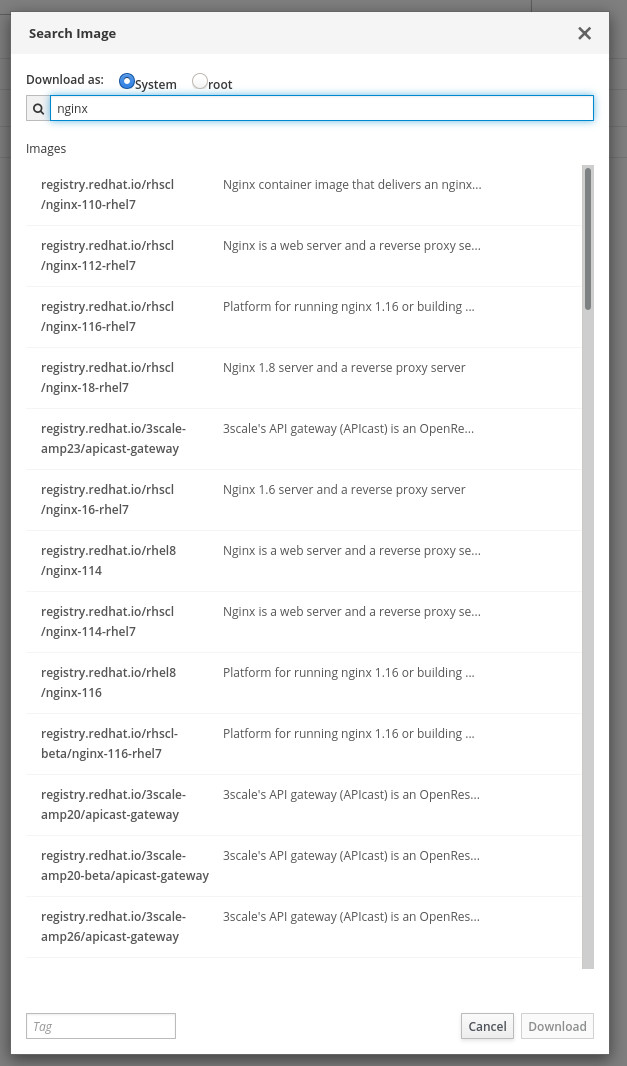 Search Image
Download as: System root
nginx
Images
registry.redhat.io/rhscl Nginx container image that delivers an nginx...
/nginx-110-rhel7
registry.redhat.io/rhscl Nginx is a web server and a reverse proxy se...
/nginx-112-rhel7
registry.redhat.io/rhscl Platform for running nginx 1.16 or building ...
/nginx-116-rhel7
registry.redhat.io/rhscl Nginx 1.8 server and a reverse proxy server
/nginx-18-rhel7
registry.redhat.io/3scale- 3scale's API gateway (APIcast) is an OpenRe...
amp23/apicast-gateway
registry.redhat.io/rhscl Nginx 1.6 server and a reverse proxy server
/nginx-16-rhel7
registry.redhat.io/rhel8 Nginx is a web server and a reverse proxy se...
/nginx-114
registry.redhat.io/rhscl Nginx is a web server and a reverse proxy se...
/nginx-114-rhel7
registry.redhat.io/rhel8 Platform for running nginx 1.16 or building ...
/nginx-116
registry.redhat.io/rhscl- Platform for running nginx 1.16 or building ...
beta/nginx-116-rhel7
registry.redhat.io/3scale- 3scale's API gateway (APIcast) is an OpenRes...
amp20/apicast-gateway
registry.redhat.io/3scale- 3scale's API gateway (APIcast) is an OpenRes...
amp20-beta/apicast-gateway
registry.redhat.io/3scale- 3scale's API gateway (APIcast) is an OpenRes...
amp26/apicast-gateway
Tag Cancel Download